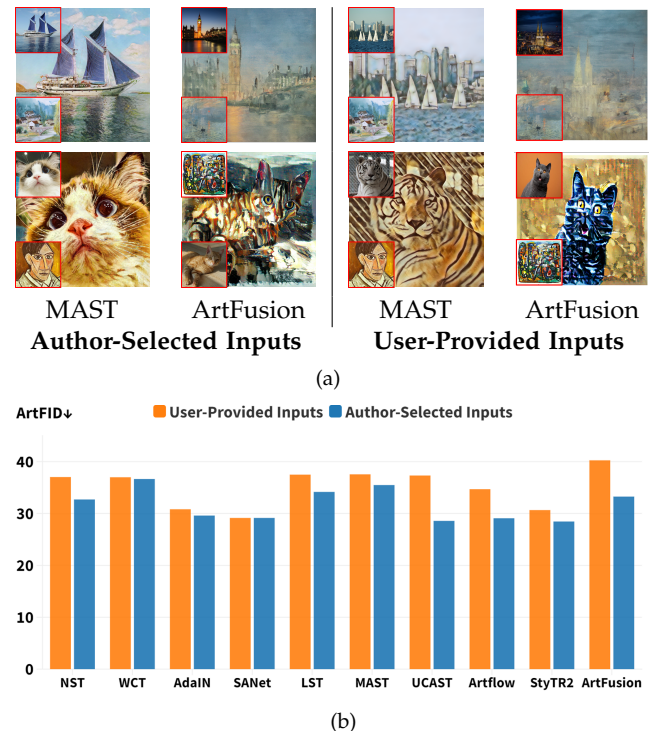 MAST ArtFusion MAST ArtFusion
Author-Selected Inputs User-Provided Inputs
(a)
ArtFID↓ User-Provided Inputs Author-Selected Inputs
40
30
20
10
0
NST WCT AdaIN SANet LST MAST UCAST Artflow StyTR2 ArtFusion
(b)